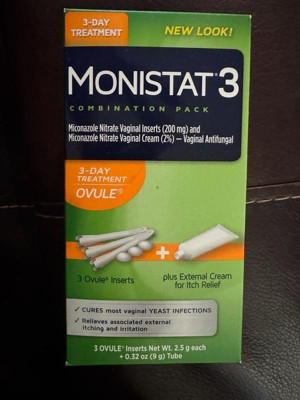 3-DAY
TREATMENT
NEW LOOK!
MONISTAT® 3
COMBINATION PACK
Miconazole Nitrate Vaginal Inserts (200 mg) and
Miconazole Nitrate Vaginal Cream (2%) — Vaginal Antifungal
3-DAY
TREATMENT
OVULE®
3 Ovule® Inserts
plus External Cream
for Itch Relief
✓ CURES most vaginal YEAST INFECTIONS
✓ Relieves associated external
itching and irritation
3 OVULE® Inserts Net Wt. 2.5 g each
+ 0.32 oz (9 g) Tube